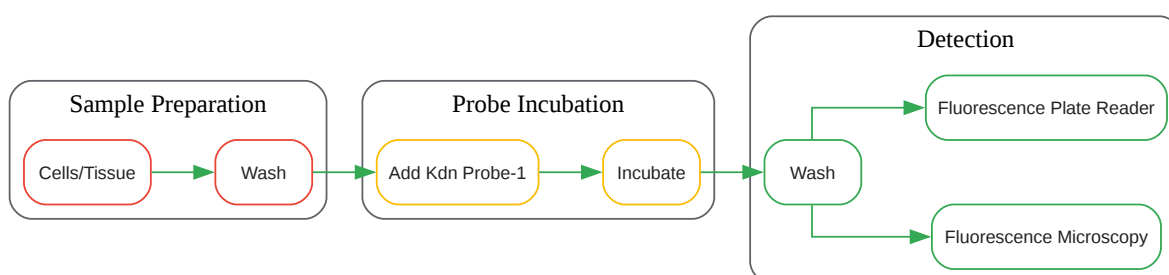 Sample Preparation
Cells/Tissue
Wash
Probe Incubation
Add Kdn Probe-1
Incubate
Detection
Wash
Fluorescence Plate Reader
Fluorescence Microscopy